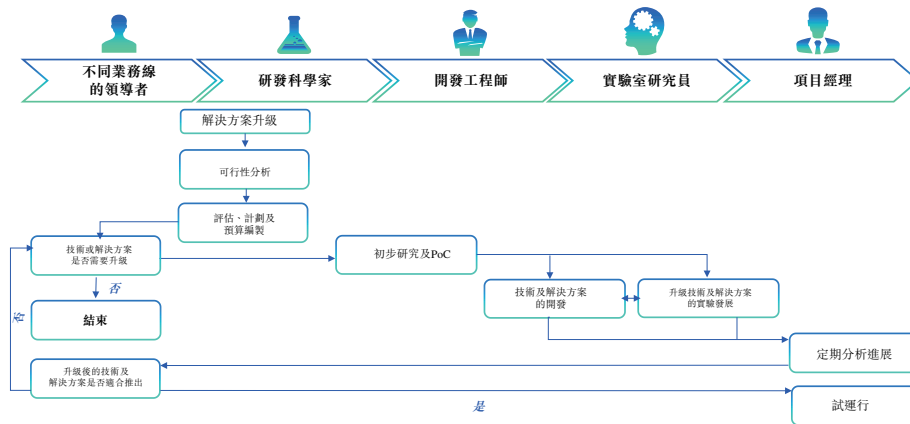 不同業務線
的領導者
研發科學家
開發工程師
實驗室研究員
項目經理
解決方案升級
可行性分析
評估、計劃及
預算編製
技術或解決方案
是否需要升級
初步研究及PoC
否
技術及解決方案
的開發
升級技術及解決方案
的實驗發展
結束
否
定期分析進展
升級後的技術及
解決方案是否適合推出
是
試運行